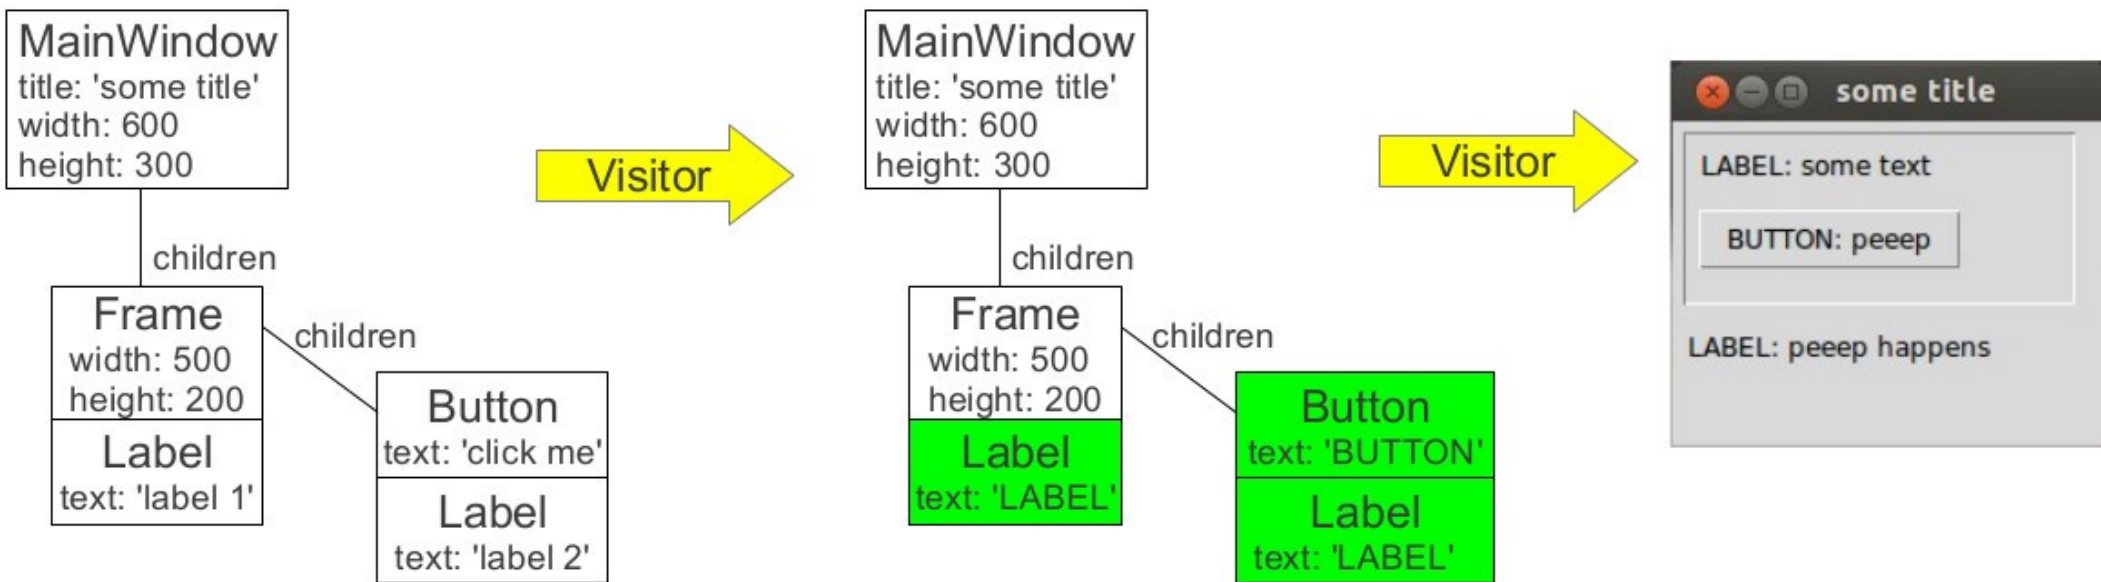 MainWindow
title: 'some title'
width: 600
height: 300
children
Frame
width: 500
height: 200
Label
text: 'label 1'
children
Button
text: 'click me'
Label
text: 'label 2'
Visitor
MainWindow
title: 'some title'
width: 600
height: 300
children
Frame
width: 500
height: 200
Label
text: 'LABEL'
children
Button
text: 'BUTTON'
Label
text: 'LABEL'
Visitor
some title
LABEL: some text
BUTTON: peeep
LABEL: peeep happens